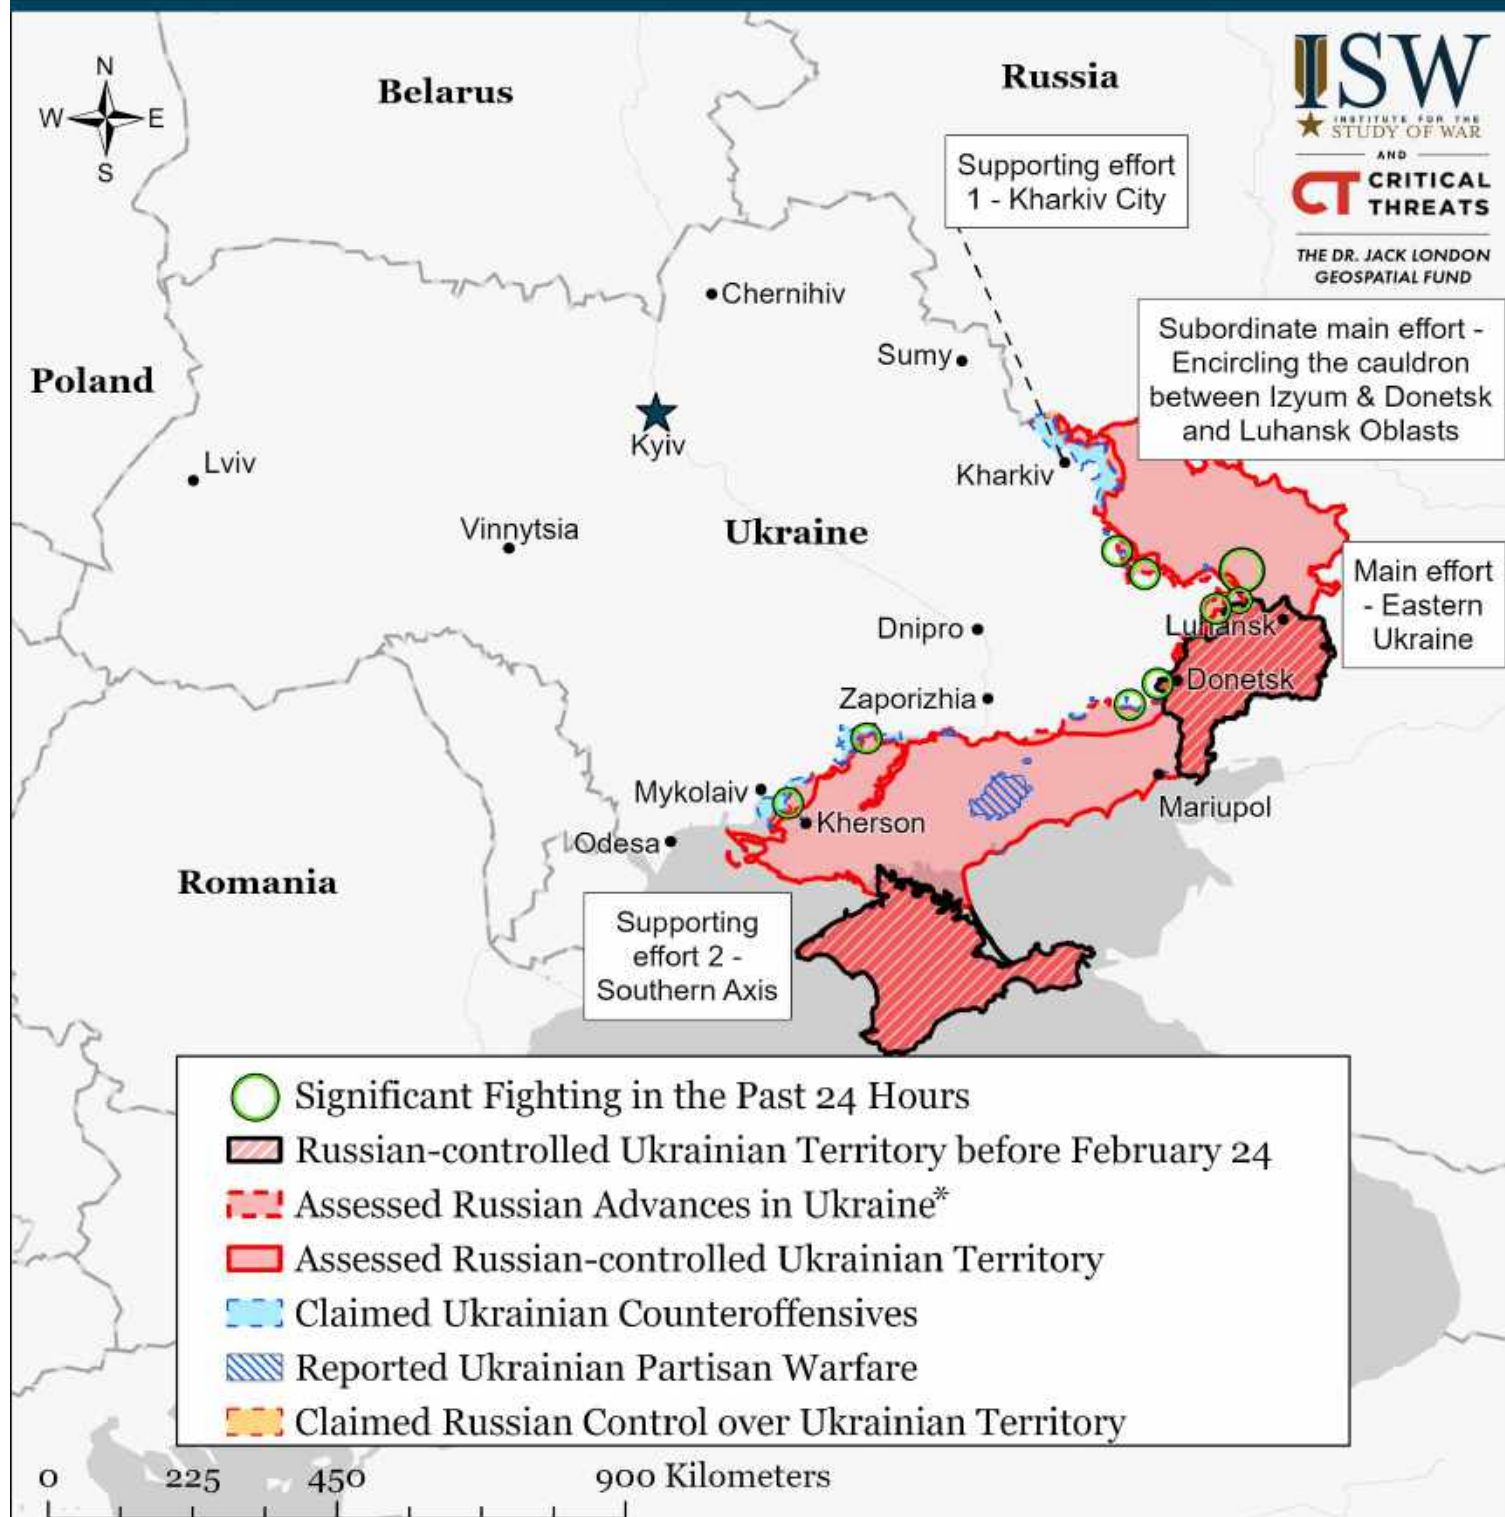 N
W E
S
Belarus
Russia
ISW
INSTITUTE FOR THE
STUDY OF WAR
AND
CT CRITICAL
THREATS
THE DR. JACK LONDON
GEOSPATIAL FUND
Supporting effort
1 - Kharkiv City
Chernihiv
Subordinate main effort -
Encircling the cauldron
between Izyum & Donetsk
and Luhansk Oblasts
Sumy
Poland
Kyiv
Lviv
Kharkiv
Vinnytsia
Ukraine
Main effort
- Eastern
Ukraine
Dnipro
Luhansk
Donetsk
Zaporizhia
Mykolaiv
Mariupol
Kherson
Odesa
Romania
Supporting
effort 2 -
Southern Axis
Significant Fighting in the Past 24 Hours
Russian-controlled Ukrainian Territory before February 24
Assessed Russian Advances in Ukraine*
Assessed Russian-controlled Ukrainian Territory
Claimed Ukrainian Counteroffensives
Reported Ukrainian Partisan Warfare
Claimed Russian Control over Ukrainian Territory
0 225 450 900 Kilometers